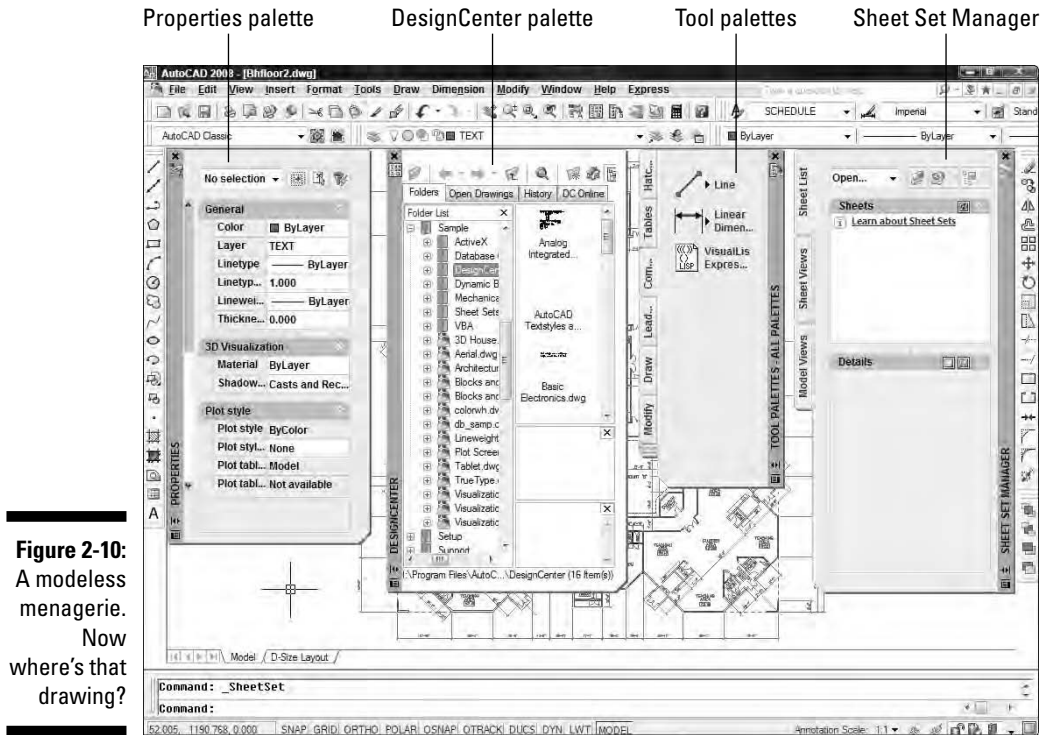 Properties palette
DesignCenter palette
Tool palettes
Sheet Set Manager
AutoCAD 2008 - [Bhfloor2.dwg]
File Edit View Insert Format Tools Draw Dimension Modify Window Help Express
SCHEDULE
Imperial
Stand
AutoCAD Classic
TEXT
ByLayer
ByLayer
No selection
General
Color ByLayer
Layer TEXT
Linetype ByLayer
Linetyp... 1.000
Linewei... ByLayer
Thickne... 0.000
3D Visualization
Material ByLayer
Shadow... Casts and Rec...
Plot style
Plot style ByColor
Plot styl... None
Plot tabl... Model
Plot tabl... Not available
PROPERTIES
Folders Open Drawings History DC Online
Folder List
Sample
ActiveX
Database
DesignCen
Dynamic B
Mechanica
Sheet Sets
VBA
3D House.
Aerial.dwg
Architectur
Blocks and
Blocks and
colorwh.dv
db_samp.c
Lineweight
Plot Screer
Tablet.dwg
TrueType.
Visualizatic
Visualizatic
Visualizatic
Setup
Support
Analog
Integrated...
AutoCAD
Textstyles a...
Basic
Electronics.dwg
:\Program Files\AutoC...\DesignCenter (16 Item(s))
DESIGNCENTER
Hatc...
Tables
Com...
Lead...
Draw
Modify
Line
Linear
Dimen...
VisualLis
Expres...
LISP
TOOL PALETTES - ALL PALETTES
Sheet List
Sheet Views
Model Views
Open...
Sheets
Learn about Sheet Sets
Details
SHEET SET MANAGER
A
Model
D-Size Layout
Command: _SheetSet
Command:
52.005, 1190.768, 0.000 SNAP GRID ORTHO POLAR OSNAP OTRACK DUCS DYN LWT MODEL
Annotation Scale: 1:1
Figure 2-10:
A modeless
menagerie.
Now
where's that
drawing?